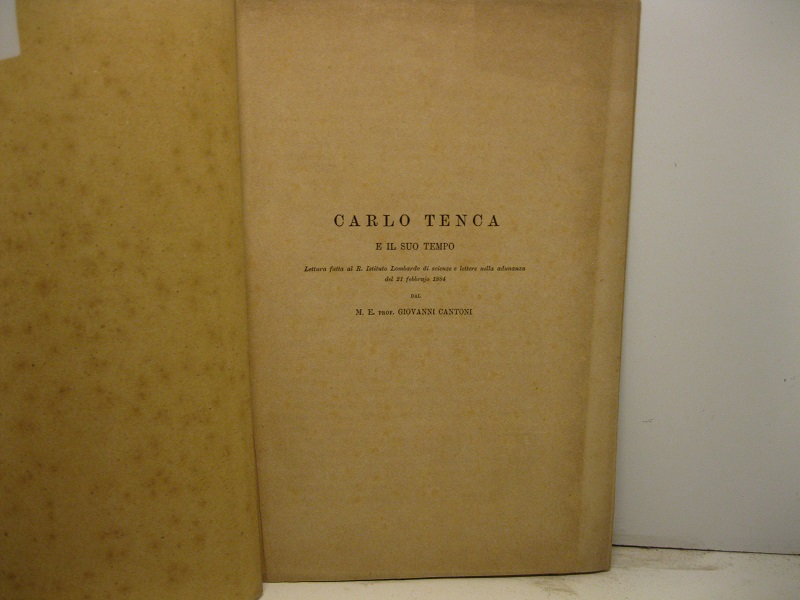 CARLO TENCA
E IL SUO TEMPO
Lettura fatta al R. Istituto Lombardo di scienze e lettere nella adunanza
del 21 febbrajo 1884
DAL
M. E. PROF. GIOVANNI CANTONI